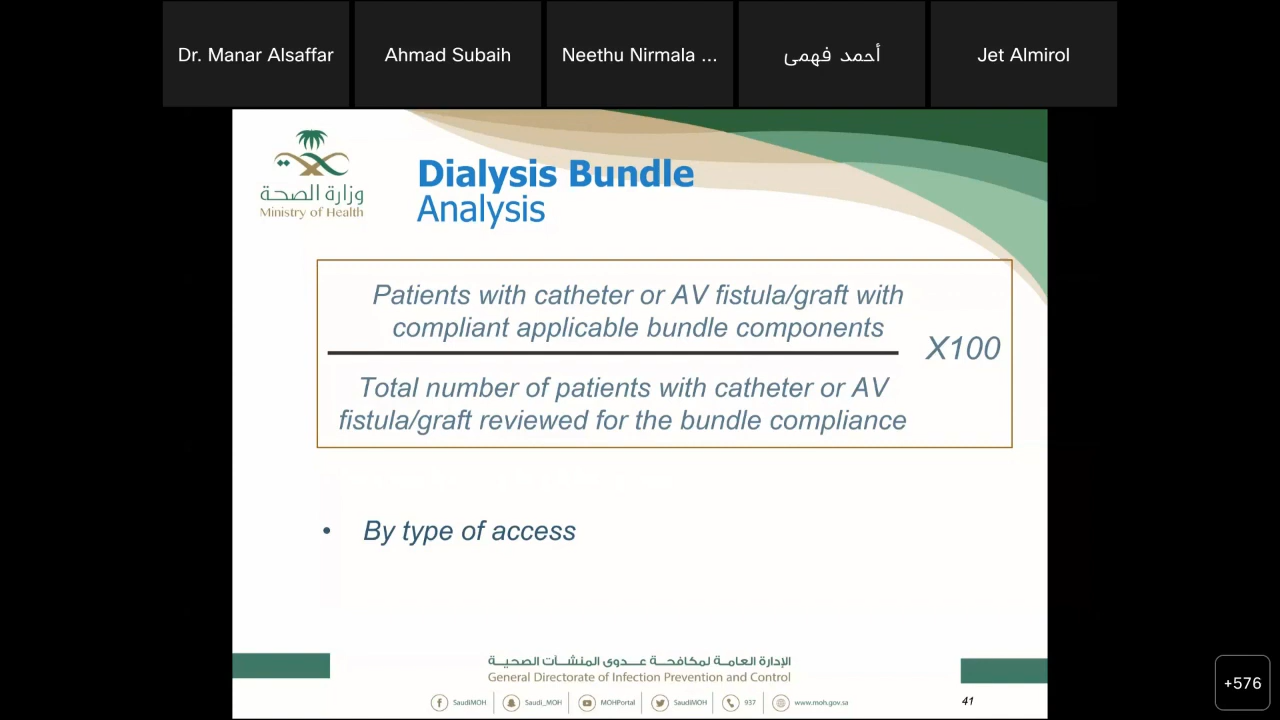 Dr. Manar Alsaffar
Ahmad Subaih
Neethu Nirmala ...
أحمد فهمى
Jet Almirol
وزارة الصحة
Ministry of Health
Dialysis Bundle
Analysis
Patients with catheter or AV fistula/graft with
compliant applicable bundle components
X100
Total number of patients with catheter or AV
fistula/graft reviewed for the bundle compliance
• By type of access
الإدارة العامة لمكافحة عدوى المنشآت الصحية
General Directorate of Infection Prevention and Control
SaudiMOH
Saudi_MOH
MOHPortal
SaudiMOH
937
www.moh.gov.sa
41
+576